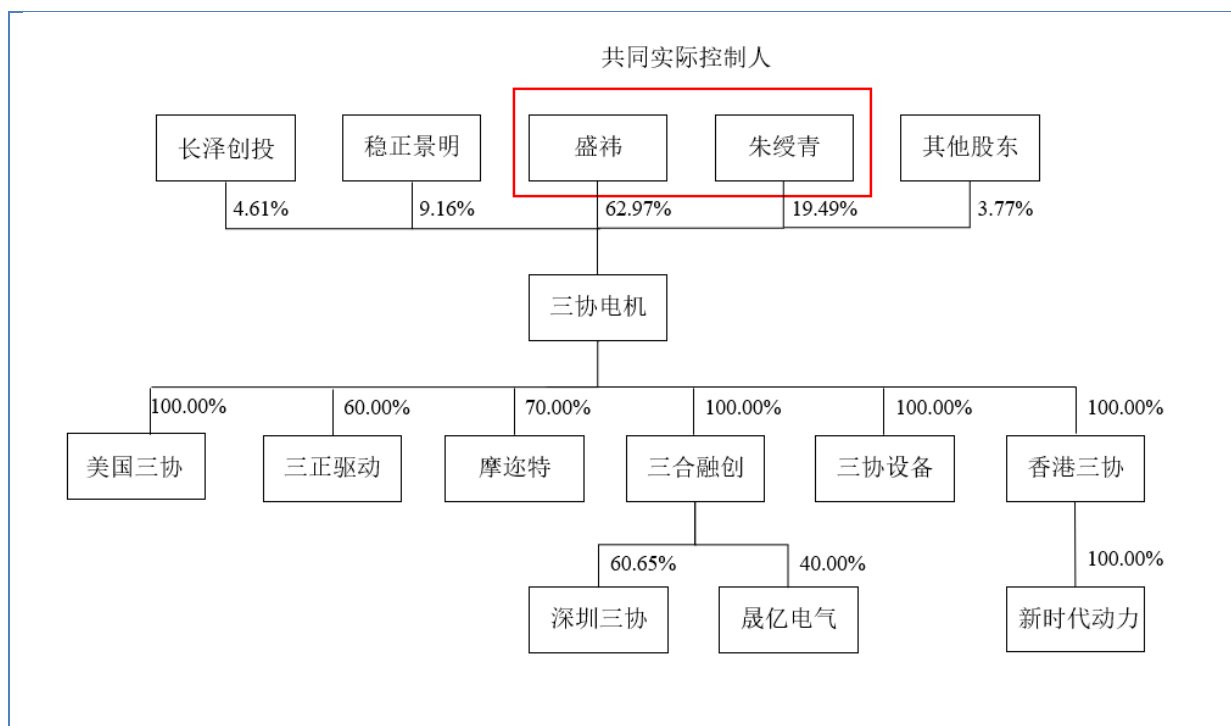 共同实际控制人
长泽创投
稳正景明
盛祎
朱绶青
其他股东
4.61%
9.16%
62.97%
19.49%
3.77%
三协电机
100.00%
60.00%
70.00%
100.00%
100.00%
100.00%
美国三协
三正驱动
摩迩特
三合融创
三协设备
香港三协
60.65%
40.00%
100.00%
深圳三协
晟亿电气
新时代动力